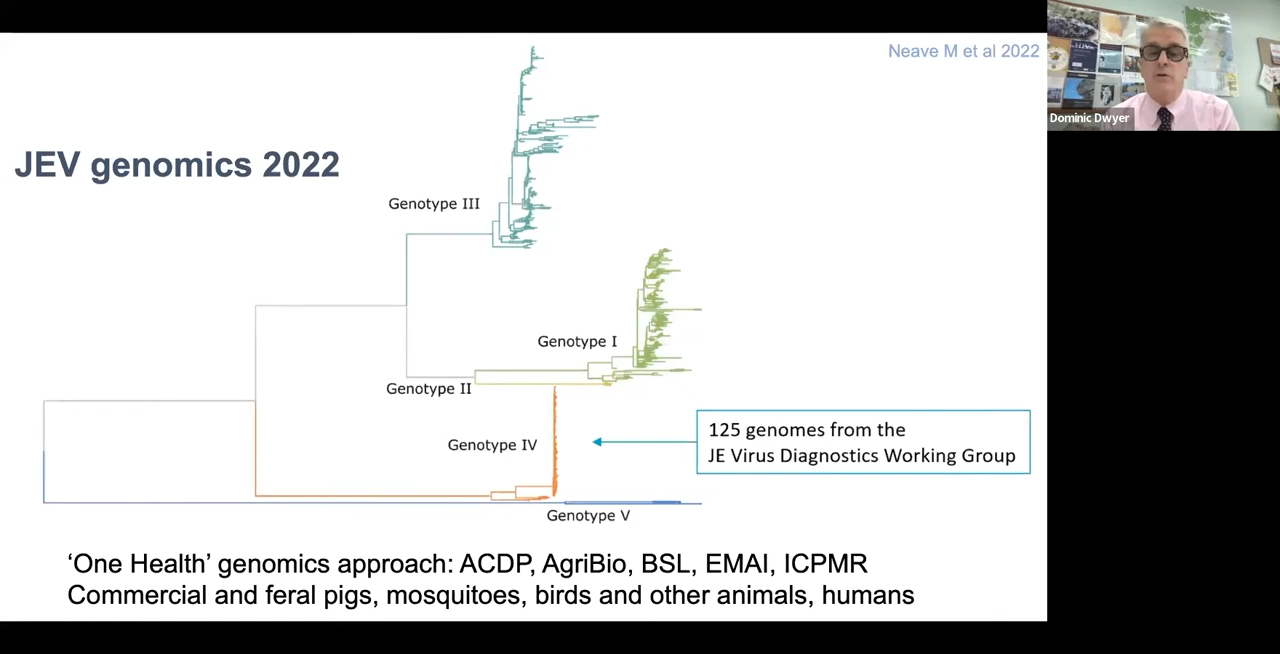 Neave M et al 2022
Dominic Dwyer
JEV genomics 2022
Genotype III
Genotype I
Genotype II
Genotype IV
125 genomes from the
JE Virus Diagnostics Working Group
Genotype V
‘One Health’ genomics approach: ACDP, AgriBio, BSL, EMAI, ICPMR
Commercial and feral pigs, mosquitoes, birds and other animals, humans